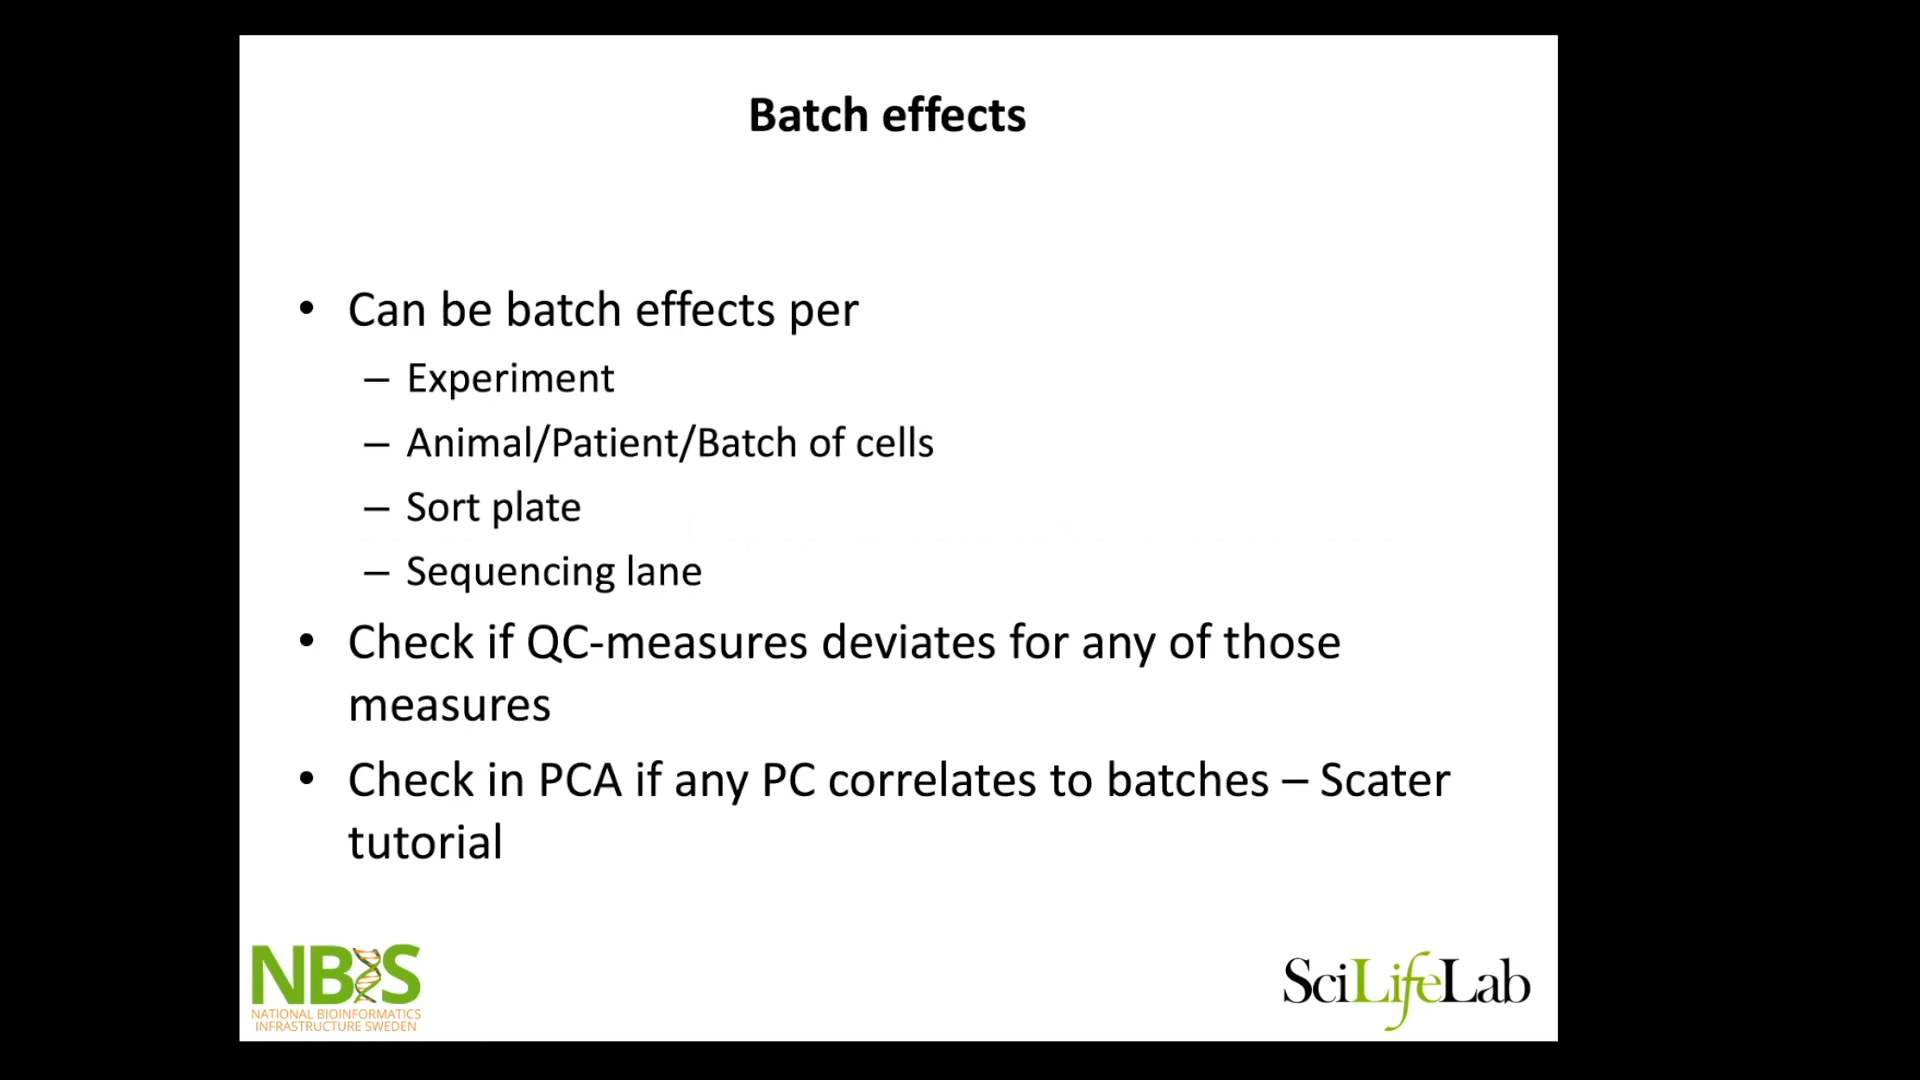 Batch effects
• Can be batch effects per
– Experiment
– Animal/Patient/Batch of cells
– Sort plate
– Sequencing lane
• Check if QC-measures deviates for any of those
measures
• Check in PCA if any PC correlates to batches – Scater
tutorial
NBIS
NATIONAL BIOINFORMATICS
INFRASTRUCTURE SWEDEN
SciLifeLab